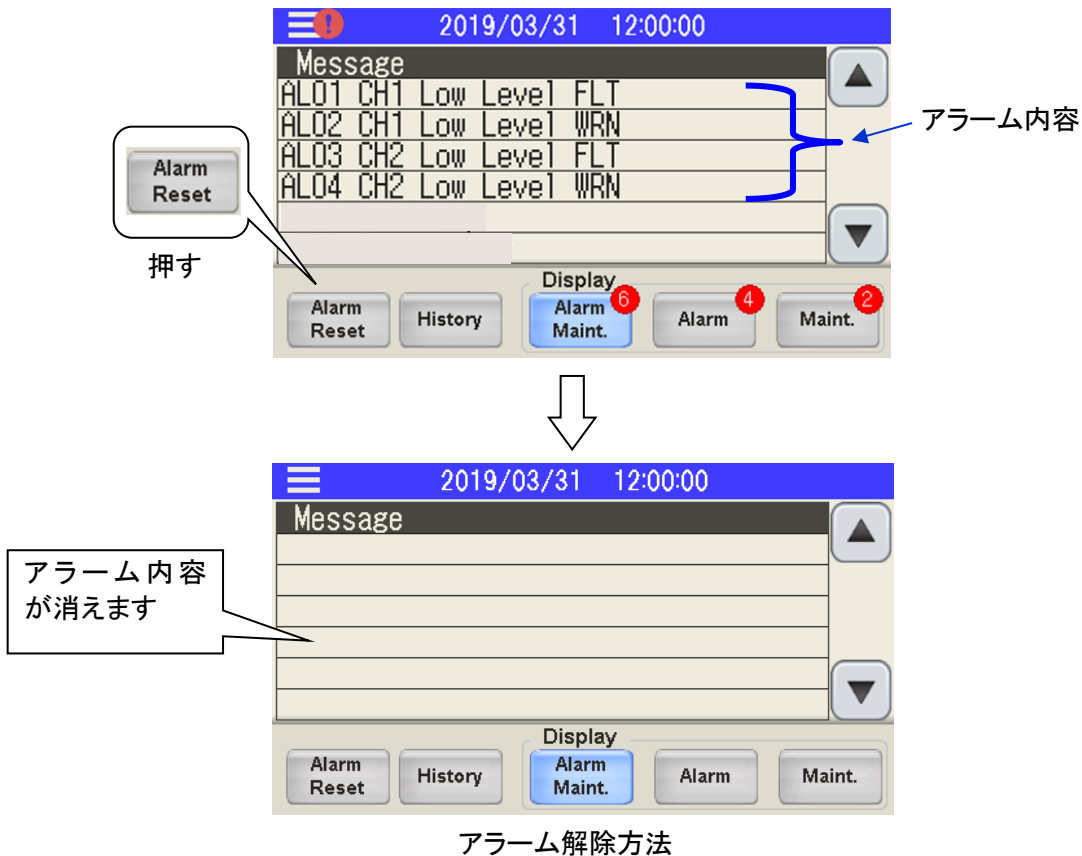 2019/03/31 12:00:00
Message
AL01 CH1 Low Level FLT
AL02 CH1 Low Level WRN
AL03 CH2 Low Level FLT
AL04 CH2 Low Level WRN
アラーム内容
Alarm
Reset
押す
Display
Alarm
Reset
History
Alarm
Maint.
6
Alarm
4
Maint.
2
2019/03/31 12:00:00
Message
アラーム内容
が消えます
Display
Alarm
Reset
History
Alarm
Maint.
Alarm
Maint.
アラーム解除方法